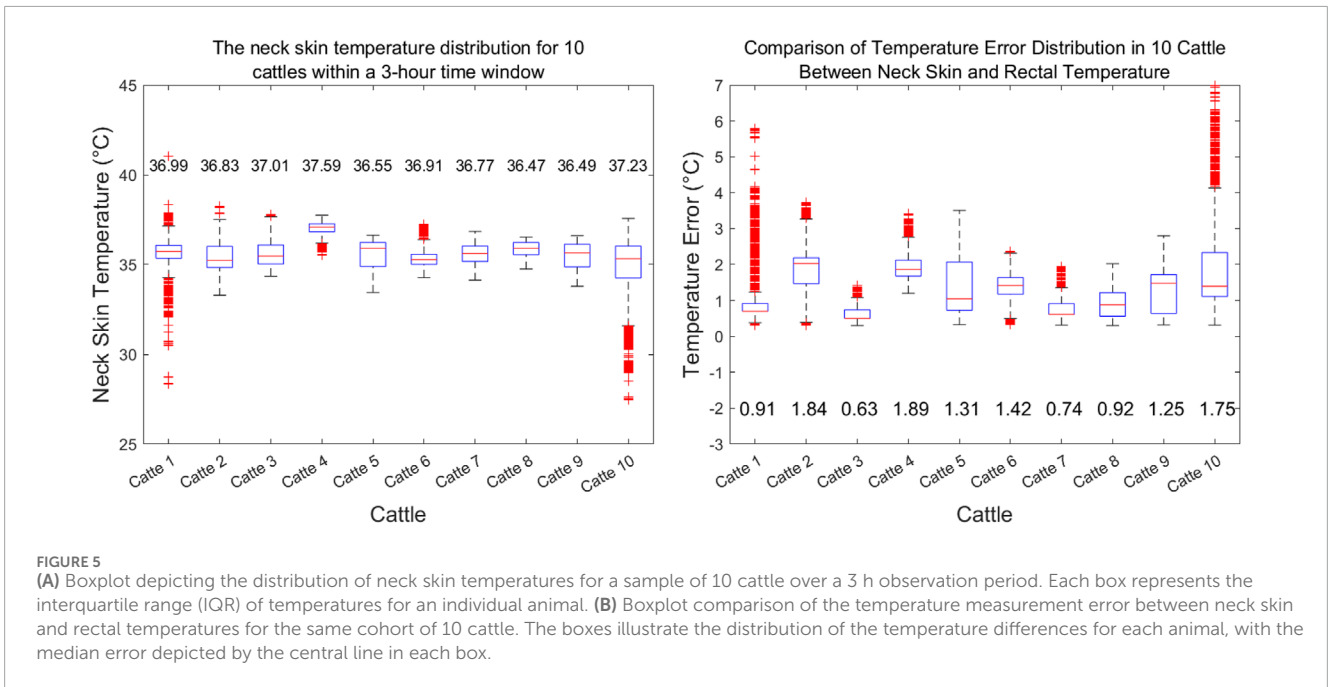 The neck skin temperature distribution for 10
cattles within a 3-hour time window
45
40
35
30
25
Neck Skin Temperature (°C)
36.99 36.83 37.01 37.59 36.55 36.91 36.77 36.47 36.49 37.23
Catte 1 Catte 2 Catte 3 Catte 4 Catte 5 Catte 6 Catte 7 Catte 8 Catte 9 Catte 10
Cattle
Comparison of Temperature Error Distribution in 10 Cattle
Between Neck Skin and Rectal Temperature
7
6
5
4
3
2
1
0
-1
-2
-3
Temperature Error (°C)
0.91 1.84 0.63 1.89 1.31 1.42 0.74 0.92 1.25 1.75
Catte 1 Catte 2 Catte 3 Catte 4 Catte 5 Catte 6 Catte 7 Catte 8 Catte 9 Catte 10
Cattle
FIGURE 5
(A) Boxplot depicting the distribution of neck skin temperatures for a sample of 10 cattle over a 3 h observation period. Each box represents the
interquartile range (IQR) of temperatures for an individual animal. (B) Boxplot comparison of the temperature measurement error between neck skin
and rectal temperatures for the same cohort of 10 cattle. The boxes illustrate the distribution of the temperature differences for each animal, with the
median error depicted by the central line in each box.